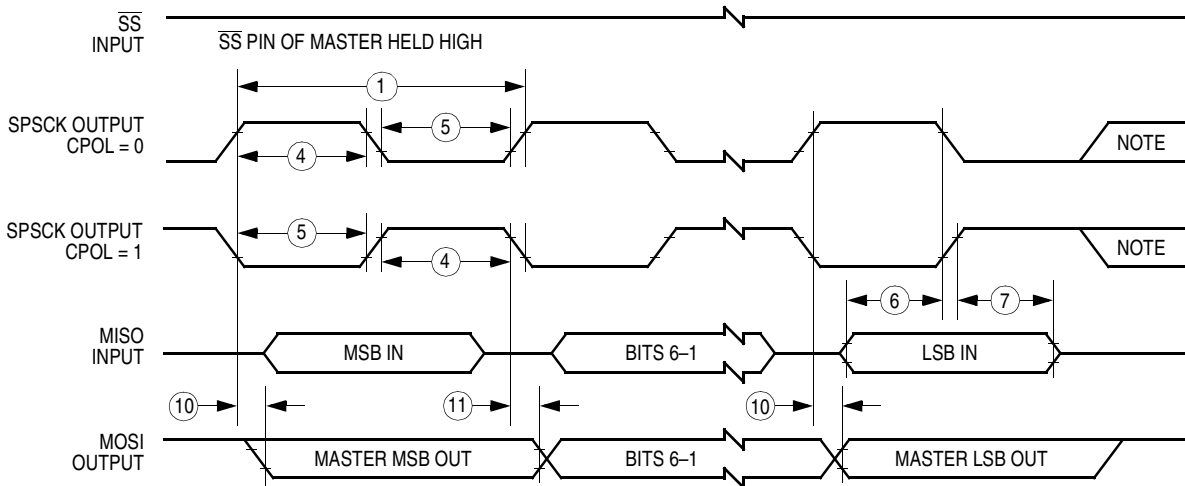 SS
INPUT
SS PIN OF MASTER HELD HIGH
1
SPSCK OUTPUT
CPOL = 0
5
4
NOTE
SPSCK OUTPUT
CPOL = 1
5
4
NOTE
6
7
MISO
INPUT
MSB IN
BITS 6–1
LSB IN
10
11
10
MOSI
OUTPUT
MASTER MSB OUT
BITS 6–1
MASTER LSB OUT